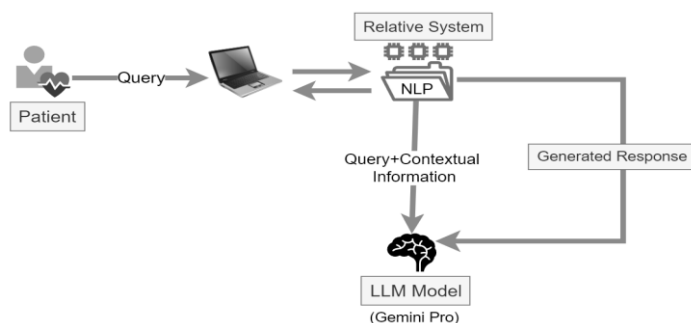 Relative System
NLP
Query
Patient
Query+Contextual
Information
Generated Response
LLM Model
(Gemini Pro)